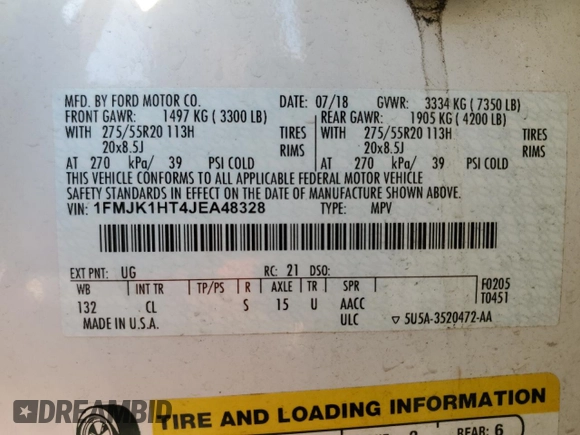 MFD. BY FORD MOTOR CO. DATE: 07/18 GVWR: 3334 KG (7350 LB)
FRONT GAWR: 1497 KG (3300 LB) REAR GAWR: 1905 KG (4200 LB)
WITH 275/55R20 113H TIRES WITH 275/55R20 113H TIRES
20x8.5J RIMS 20x8.5J RIMS
AT 270 kPa/ 39 PSI COLD AT 270 kPa/ 39 PSI COLD
THIS VEHICLE CONFORMS TO ALL APPLICABLE FEDERAL MOTOR VEHICLE
SAFETY STANDARDS IN EFFECT ON THE DATE OF MANUFACTURE SHOWN ABOVE.
VIN: 1FMJK1HT4JEA48328 TYPE: MPV
EXT PNT: UG RC: 21 DSO: F0205
WB INT TR TP/PS R AXLE TR SPR T0451
132 CL S 15 U AACC
MADE IN U.S.A. ULC ▽ 5U5A-3520472-AA
TIRE AND LOADING INFORMATION
REAR: 6
DREAMBID